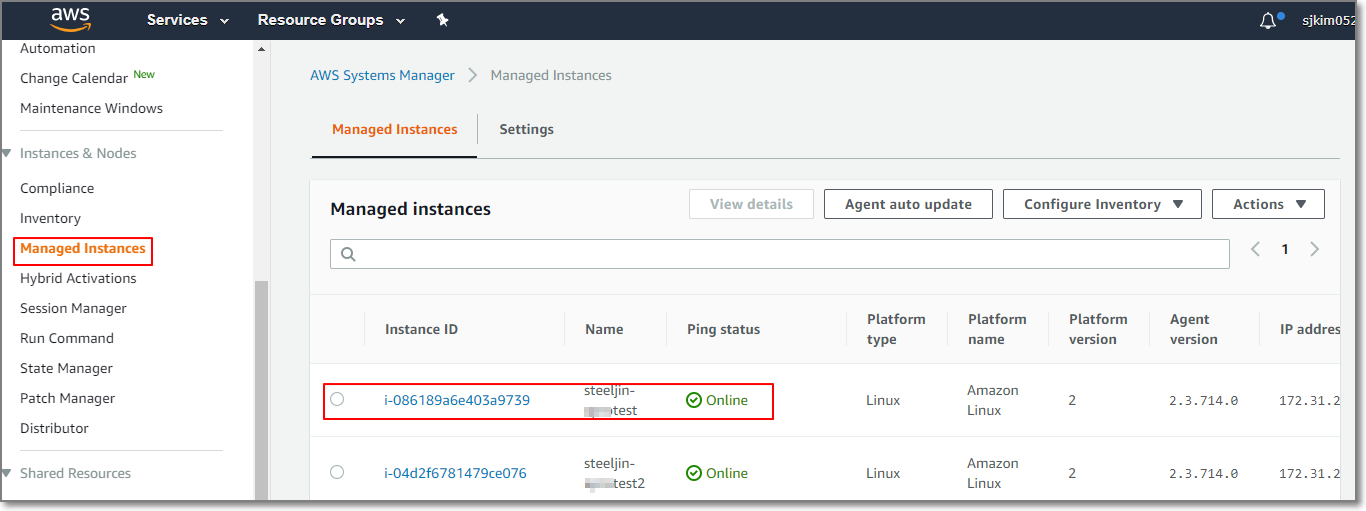 aws Services Resource Groups sjkim052
Automation
Change Calendar New
Maintenance Windows
Instances & Nodes
Compliance
Inventory
Managed Instances
Hybrid Activations
Session Manager
Run Command
State Manager
Patch Manager
Distributor
Shared Resources
AWS Systems Manager > Managed Instances
Managed Instances Settings
Managed instances View details Agent auto update Configure Inventory Actions
1
Instance ID Name Ping status Platform type Platform name Platform version Agent version IP addres
i-086189a6e403a9739 steeljin- test Online Linux Amazon Linux 2 2.3.714.0 172.31.2
i-04d2f6781479ce076 steeljin- test2 Online Linux Amazon Linux 2 2.3.714.0 172.31.2